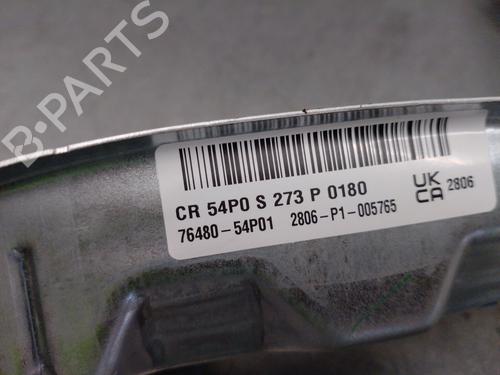 B-PARTS
CR 54P0 S 273 P 0180
76480-54P01 2806-P1-005765
UK
CA 2806